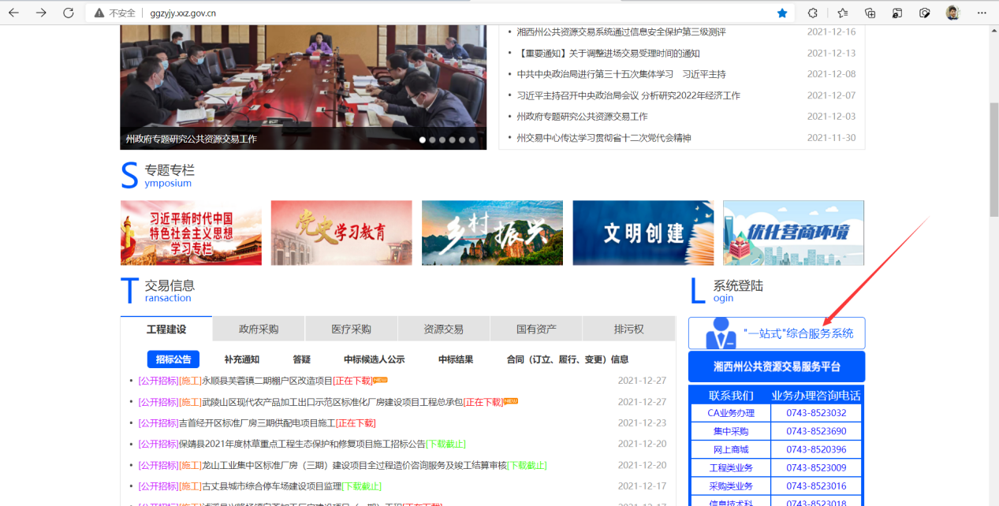 不安全 ggzyjy.xxz.gov.cn
州政府专题研究公共资源交易工作
湘西州公共资源交易系统通过信息安全保护第三级测评 2021-12-16
【重要通知】关于调整进场交易受理时间的通知 2021-12-13
中共中央政治局进行第三十五次集体学习 习近平主持 2021-12-08
习近平主持召开中央政治局会议 分析研究2022年经济工作 2021-12-07
州政府专题研究公共资源交易工作 2021-12-03
州交易中心传达学习贯彻省十二次党代会精神 2021-11-30
S 专题专栏
ymposium
习近平新时代中国
特色社会主义思想
学习专栏
党史学习教育
乡村振兴
文明创建
优化营商环境
T 交易信息
ransaction
工程建设 政府采购 医疗采购 资源交易 国有资产 排污权
招标公告 补充通知 答疑 中标候选人公示 中标结果 合同（订立、履行、变更）信息
[公开招标][施工]永顺县芙蓉镇二期棚户区改造项目[正在下载]NEW 2021-12-27
[公开招标][施工]武陵山区现代农产品加工出口示范区标准化厂房建设项目工程总承包[正在下载]NEW 2021-12-27
[公开招标]吉首经开区标准厂房三期供配电项目施工[正在下载] 2021-12-23
[公开招标]保靖县2021年度林草重点工程生态保护和修复项目施工招标公告[下载截止] 2021-12-20
[公开招标][施工]龙山工业集中区标准厂房（三期）建设项目全过程造价咨询服务及竣工结算审核[下载截止] 2021-12-20
[公开招标][施工]古丈县城市综合停车场建设项目监理[下载截止] 2021-12-17
L 系统登陆
ogin
"一站式"综合服务系统
湘西州公共资源交易服务平台
联系我们 业务办理咨询电话
CA业务办理 0743-8523032
集中采购 0743-8523690
网上商城 0743-8520396
工程类业务 0743-8523009
采购类业务 0743-8523016
信息技术科 0743-8523018